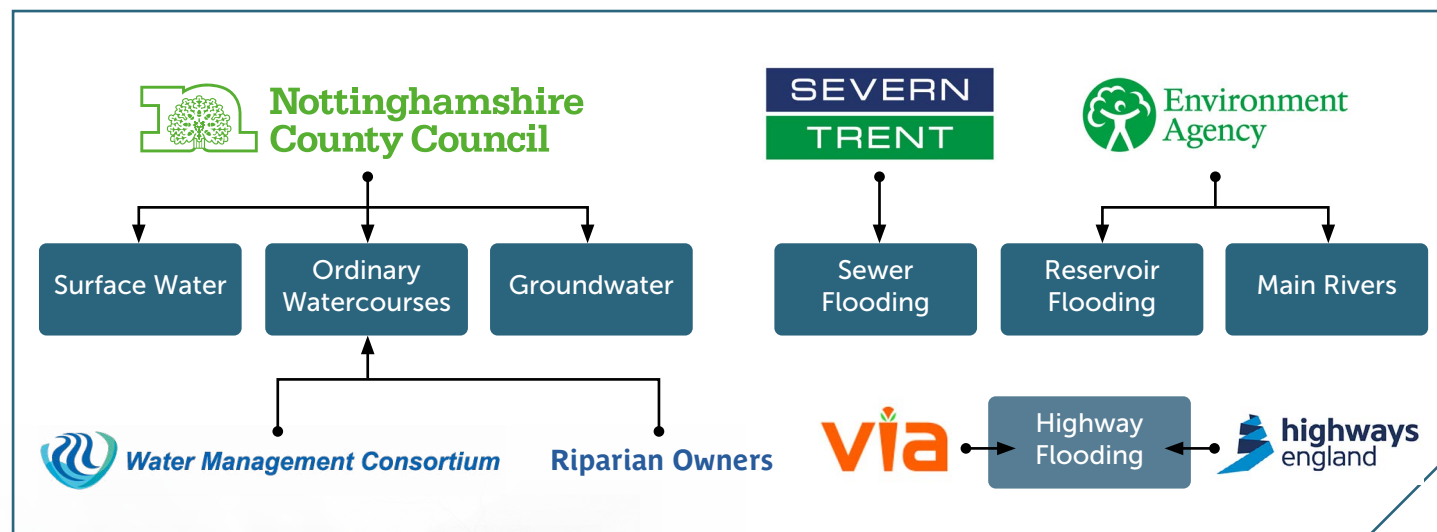 Nottinghamshire
County Council
SEVERN
TRENT
Environment
Agency
Surface Water
Ordinary
Watercourses
Groundwater
Sewer
Flooding
Reservoir
Flooding
Main Rivers
Water Management Consortium
Riparian Owners
via
Highway
Flooding
highways
england